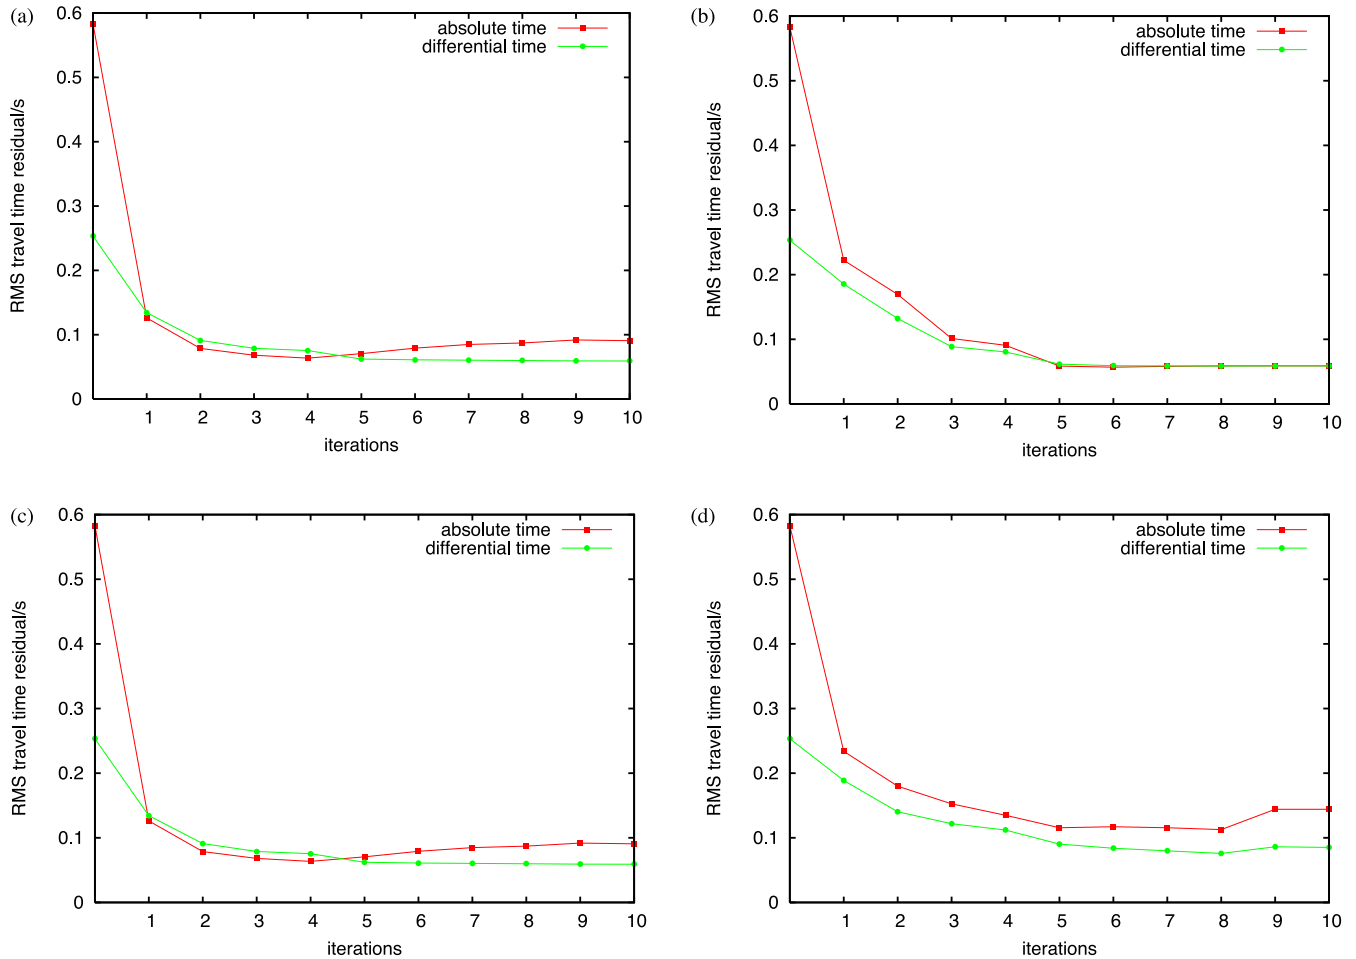 (a)
RMS travel time residual/s
0.6
0.5
0.4
0.3
0.2
0.1
0
absolute time
differential time
1 2 3 4 5 6 7 8 9 10
iterations
(b)
RMS travel time residual/s
0.6
0.5
0.4
0.3
0.2
0.1
0
absolute time
differential time
1 2 3 4 5 6 7 8 9 10
iterations
(c)
RMS travel time residual/s
0.6
0.5
0.4
0.3
0.2
0.1
0
absolute time
differential time
1 2 3 4 5 6 7 8 9 10
iterations
(d)
RMS travel time residual/s
0.6
0.5
0.4
0.3
0.2
0.1
0
absolute time
differential time
1 2 3 4 5 6 7 8 9 10
iterations